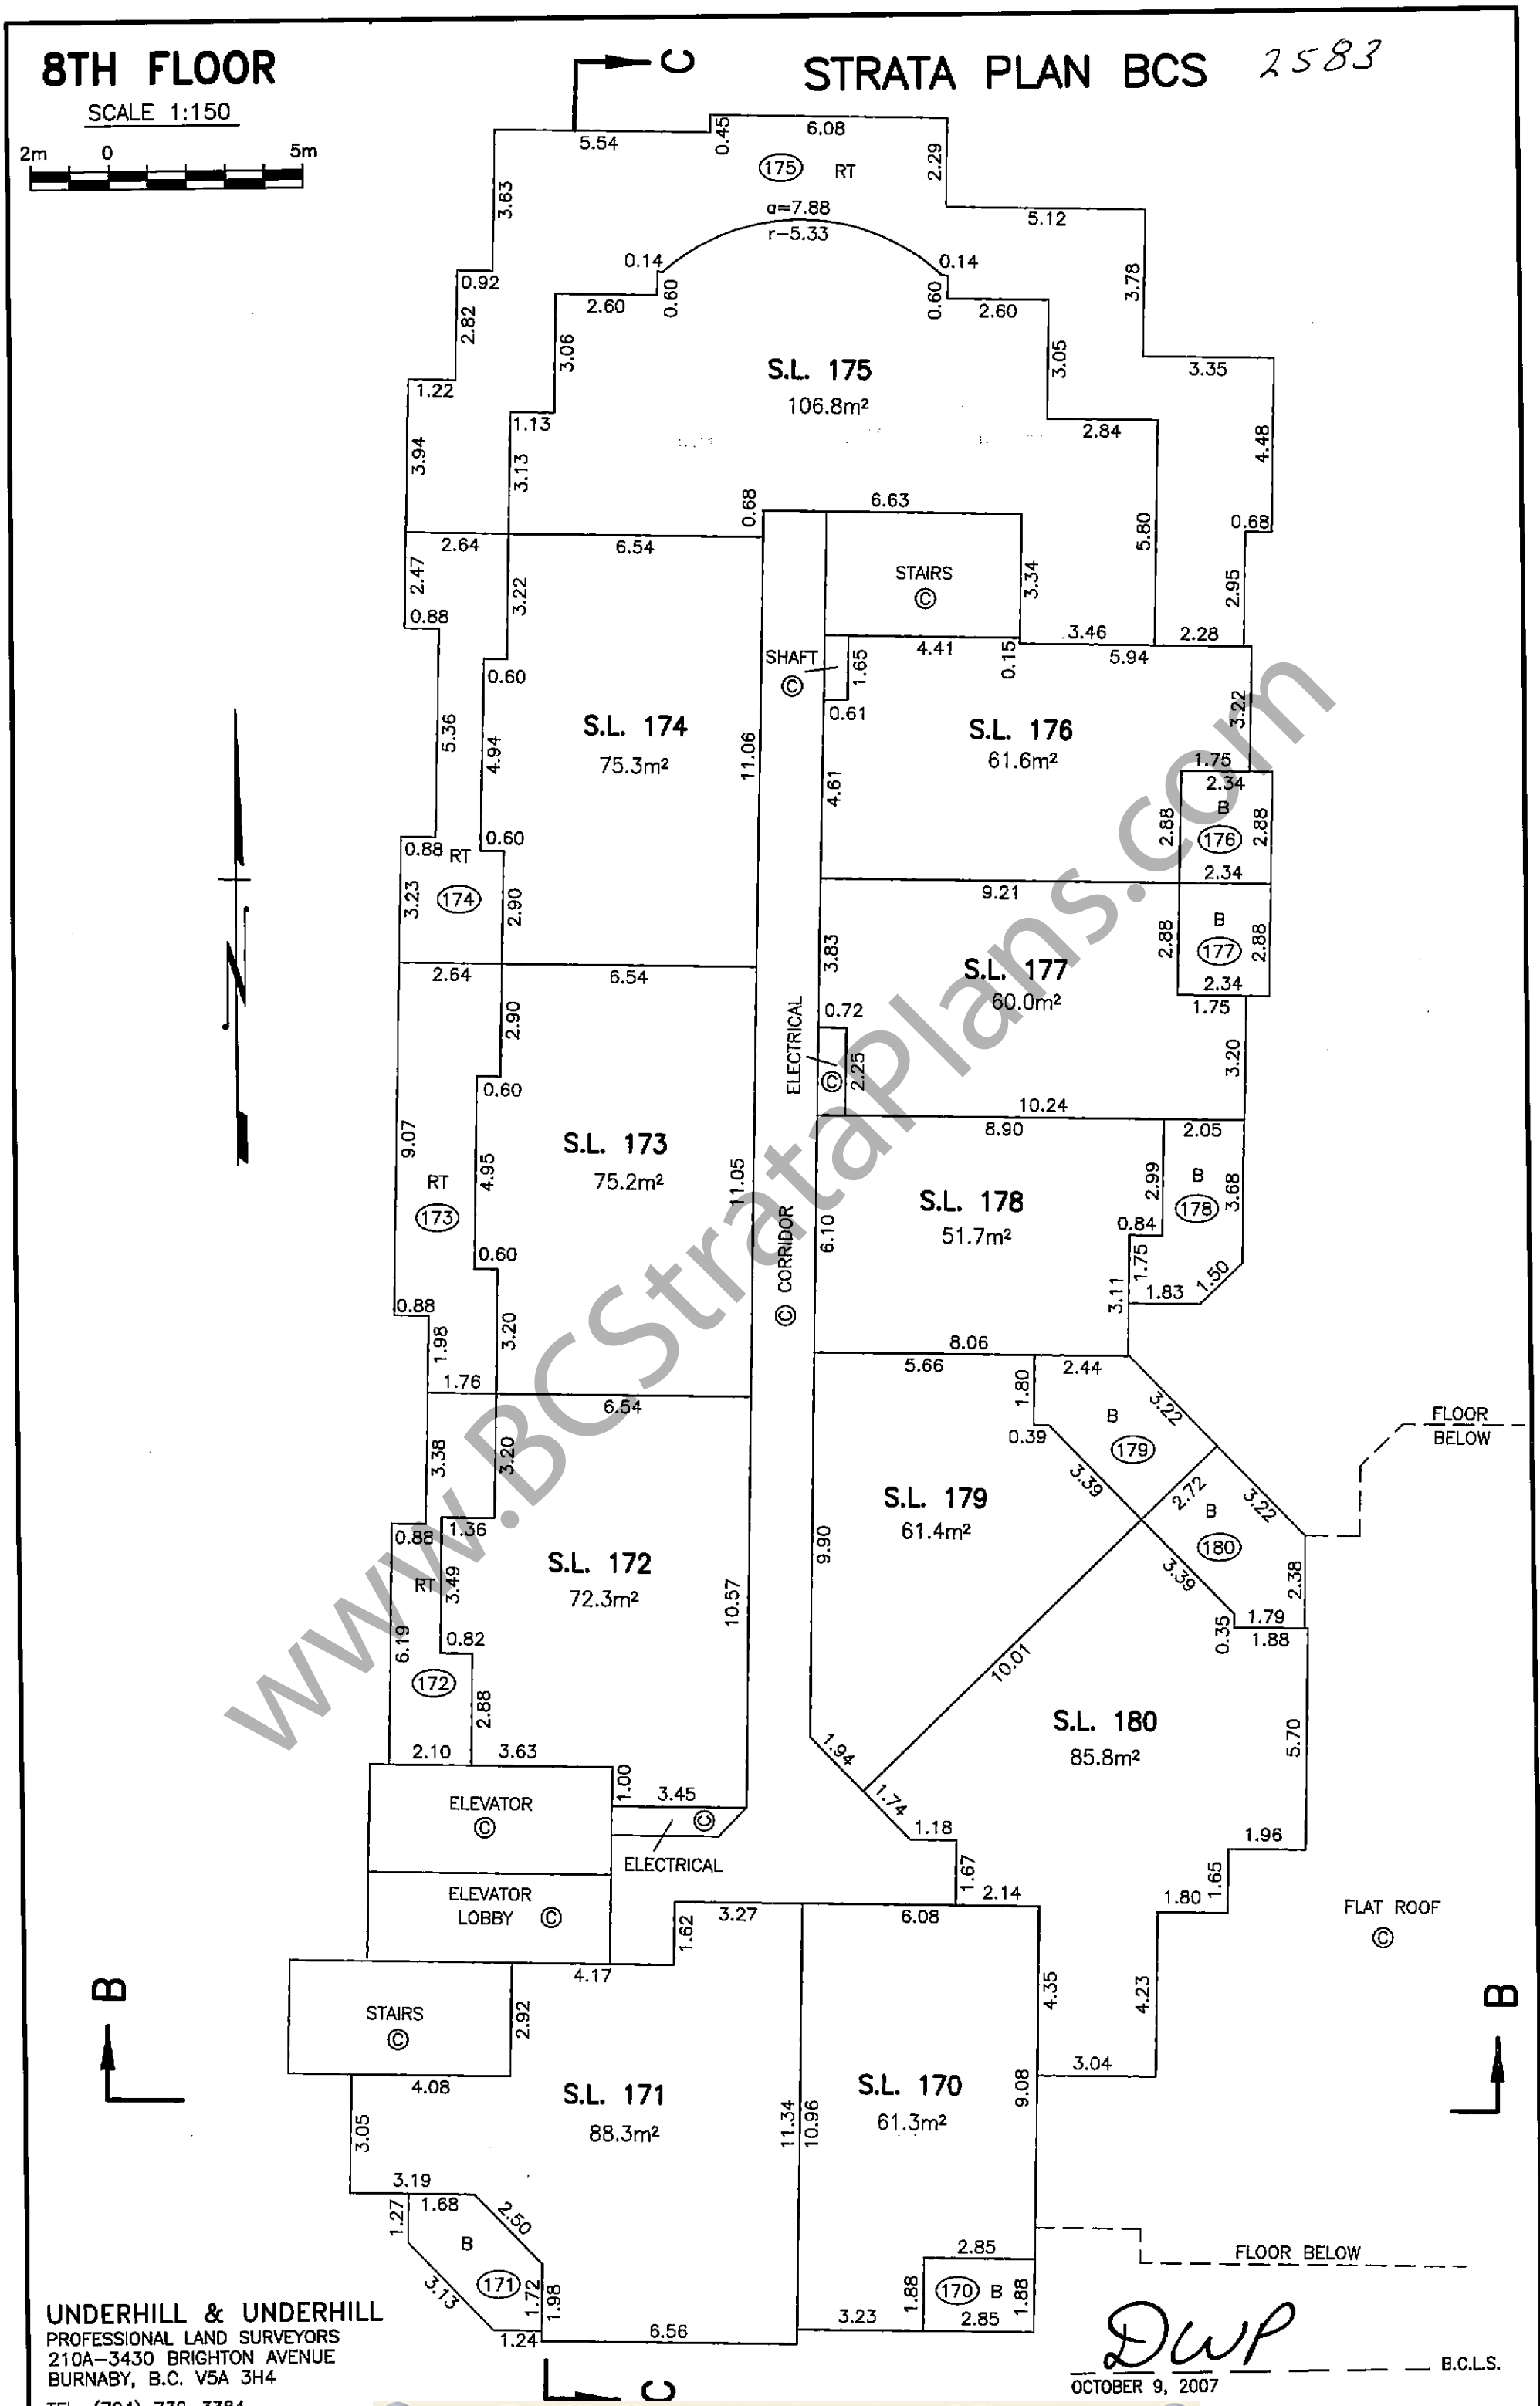 8TH FLOOR
SCALE 1:150
2m 0 5m
C
STRATA PLAN BCS 2583
5.54
0.45
6.08
175 RT
2.29
3.63
a=7.88
r-5.33
5.12
0.14
0.14
0.92
0.60
0.60
3.78
2.60
2.60
2.82
3.06
3.05
S.L. 175
106.8m²
3.35
1.22
1.13
2.84
3.94
3.13
4.48
0.68
6.63
5.80
0.68
2.64
6.54
2.47
3.22
STAIRS
©
3.34
2.95
0.88
3.46
2.28
4.41
0.15
5.94
SHAFT
©
1.65
0.60
0.61
3.22
5.36
4.94
S.L. 174
75.3m²
11.06
4.61
S.L. 176
61.6m²
1.75
2.34
B
176
2.88
2.88
2.34
0.88
RT
0.60
174
3.23
2.90
9.21
3.83
S.L. 177
60.0m²
B
177
2.88
2.88
2.34
1.75
2.64
6.54
2.90
0.72
ELECTRICAL
©
2.25
3.20
0.60
10.24
8.90
2.05
9.07
S.L. 173
75.2m²
4.95
11.05
RT
173
S.L. 178
51.7m²
2.99
B
178
3.68
© CORRIDOR
6.10
0.84
1.75
0.60
3.11
1.83
1.50
0.88
1.98
3.20
8.06
5.66
2.44
1.76
6.54
1.80
3.22
B
179
0.39
FLOOR
BELOW
3.38
3.20
3.39
2.72
S.L. 179
61.4m²
B
180
3.22
0.88
1.36
9.90
3.39
S.L. 172
72.3m²
RT
3.49
10.57
2.38
1.79
0.35
1.88
6.19
0.82
172
10.01
2.88
S.L. 180
85.8m²
5.70
2.10
3.63
1.94
1.00
3.45
1.74
ELEVATOR
©
©
1.18
1.96
ELECTRICAL
1.67
1.65
ELEVATOR
LOBBY ©
2.14
1.80
3.27
6.08
1.62
FLAT ROOF
©
4.17
B
B
STAIRS
©
2.92
4.35
4.23
3.04
4.08
S.L. 171
88.3m²
S.L. 170
61.3m²
9.08
3.05
11.34
10.96
3.19
1.68
1.27
2.50
B
171
2.85
FLOOR BELOW
3.13
1.72
1.98
1.88
170 B
1.88
3.23
2.85
1.24
6.56
UNDERHILL & UNDERHILL
PROFESSIONAL LAND SURVEYORS
210A-3430 BRIGHTON AVENUE
BURNABY, B.C. V5A 3H4
DWP
B.C.L.S.
OCTOBER 9, 2007
C
www.BCStrataPlans.com